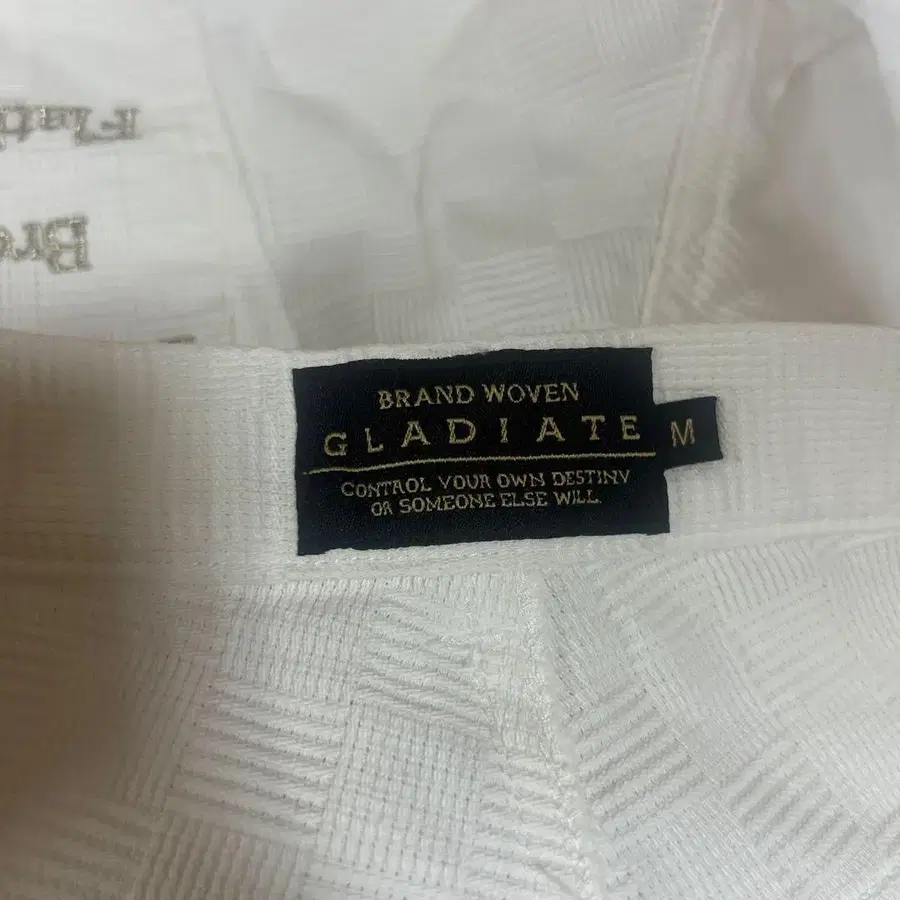 BRAND WOVEN
GLADIATE
M
CONTROL YOUR OWN DESTINY
OR SOMEONE ELSE WILL.